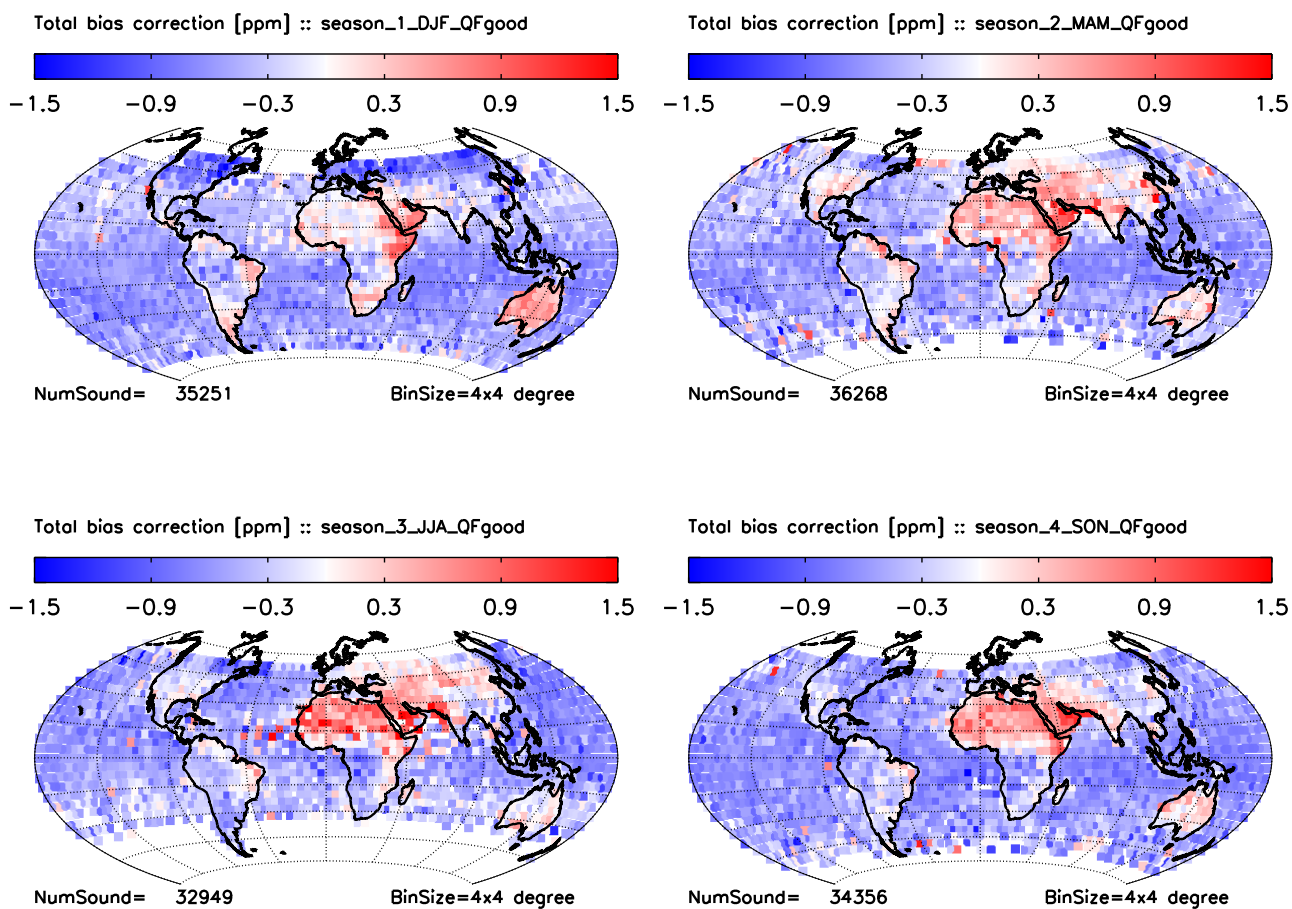 Total bias correction [ppm] :: season_1_DJF_QFgood
−1.5 −0.9 −0.3 0.3 0.9 1.5
NumSound= 35251 BinSize=4x4 degree
Total bias correction [ppm] :: season_2_MAM_QFgood
−1.5 −0.9 −0.3 0.3 0.9 1.5
NumSound= 36268 BinSize=4x4 degree
Total bias correction [ppm] :: season_3_JJA_QFgood
−1.5 −0.9 −0.3 0.3 0.9 1.5
NumSound= 32949 BinSize=4x4 degree
Total bias correction [ppm] :: season_4_SON_QFgood
−1.5 −0.9 −0.3 0.3 0.9 1.5
NumSound= 34356 BinSize=4x4 degree